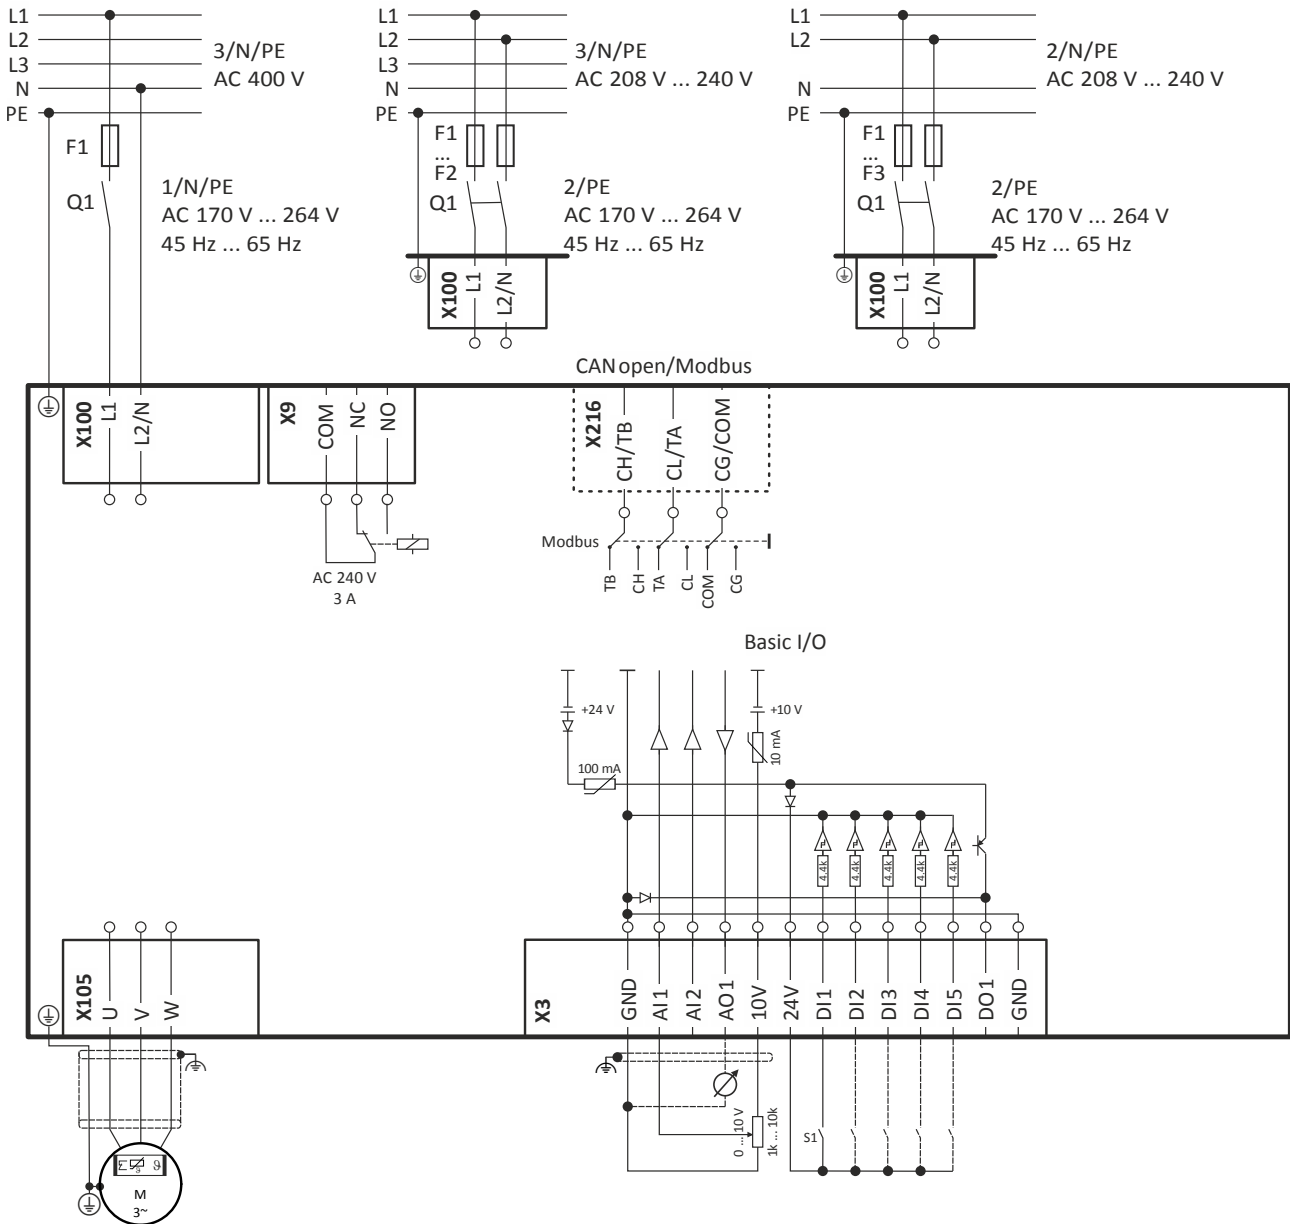 L1
L2
L3
N
PE
3/N/PE
AC 400 V
F1
Q1
1/N/PE
AC 170 V ... 264 V
45 Hz ... 65 Hz
L1
L2
L3
N
PE
3/N/PE
AC 208 V ... 240 V
F1
...
F2
Q1
2/PE
AC 170 V ... 264 V
45 Hz ... 65 Hz
X100
L1
L2/N
L1
L2
N
PE
2/N/PE
AC 208 V ... 240 V
F1
...
F3
Q1
2/PE
AC 170 V ... 264 V
45 Hz ... 65 Hz
X100
L1
L2/N
CANopen/Modbus
X100
L1
L2/N
X9
COM
NC
NO
AC 240 V
3 A
X216
CH/TB
CL/TA
CG/COM
Modbus
TB
CH
TA
CL
COM
CG
Basic I/O
+24 V
+10 V
10 mA
100 mA
4.4k
4.4k
4.4k
4.4k
4.4k
X105
U
V
W
X3
GND
AI1
AI2
AO1
10V
24V
DI1
DI2
DI3
DI4
DI5
DO1
GND
0 ... 10 V
1k ... 10k
S1
ϑ
M
3~